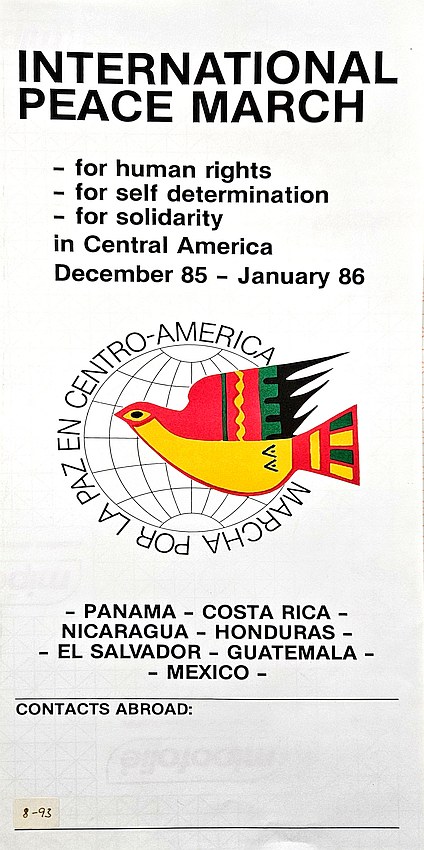 INTERNATIONAL
PEACE MARCH
– for human rights
– for self determination
– for solidarity
in Central America
December 85 – January 86
MARCHA POR LA PAZ EN CENTRO-AMERICA
– PANAMA – COSTA RICA –
NICARAGUA – HONDURAS –
– EL SALVADOR – GUATEMALA –
– MEXICO –
CONTACTS ABROAD:
8-93